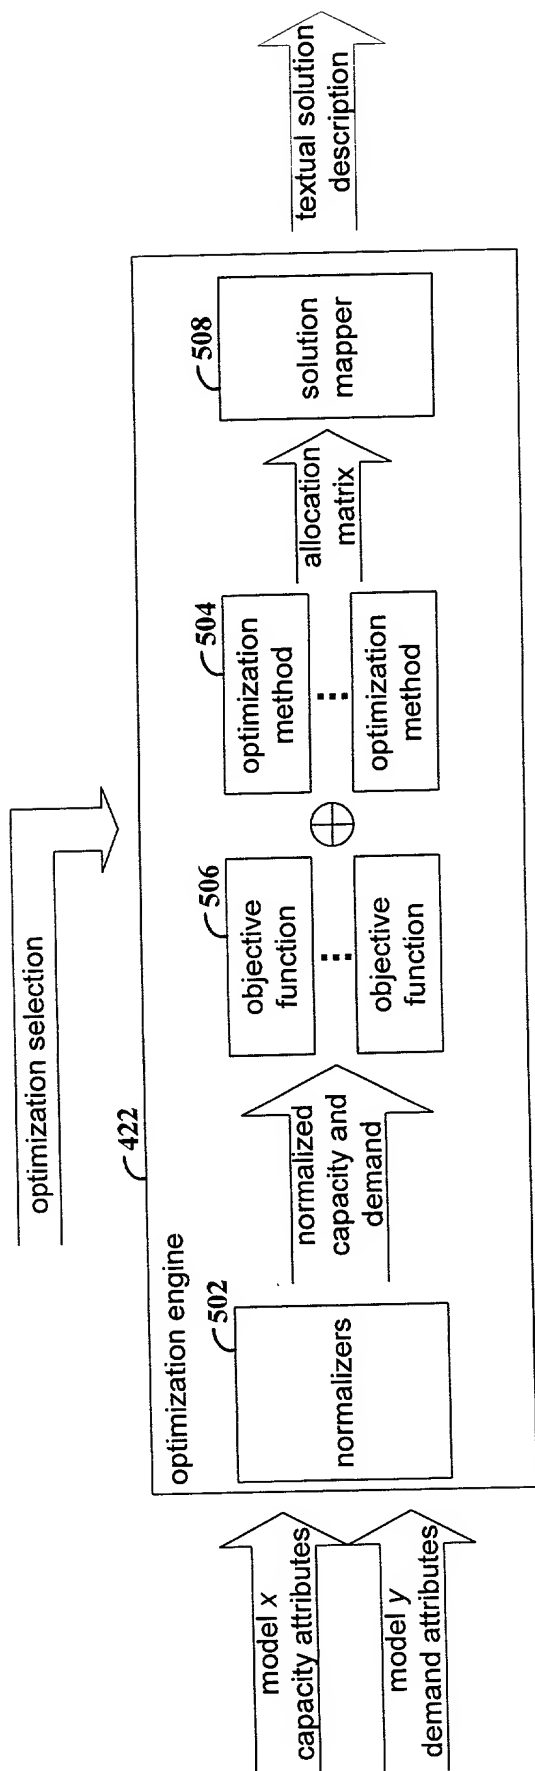 optimization selection
422
optimization engine
model x
capacity attributes
model y
demand attributes
502
normalizers
normalized
capacity and
demand
506
objective
function
objective
function
504
optimization
method
optimization
method
allocation
matrix
508
solution
mapper
textual solution
description